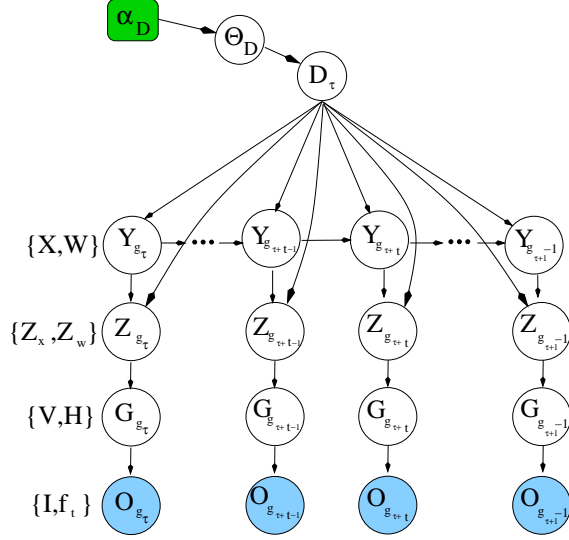 α_D
Θ_D
D_τ
{X,W} Y_{g_τ} ••• Y_{g_{τ+t-1}} Y_{g_{τ+t}} ••• Y_{g_{τ+1}-1}
{Z_x,Z_w} Z_{g_τ} Z_{g_{τ+t-1}} Z_{g_{τ+t}} Z_{g_{τ+1}-1}
{V,H} G_{g_τ} G_{g_{τ+t-1}} G_{g_{τ+t}} G_{g_{τ+1}-1}
{I,f_t} O_{g_τ} O_{g_{τ+t-1}} O_{g_{τ+t}} O_{g_{τ+1}-1}